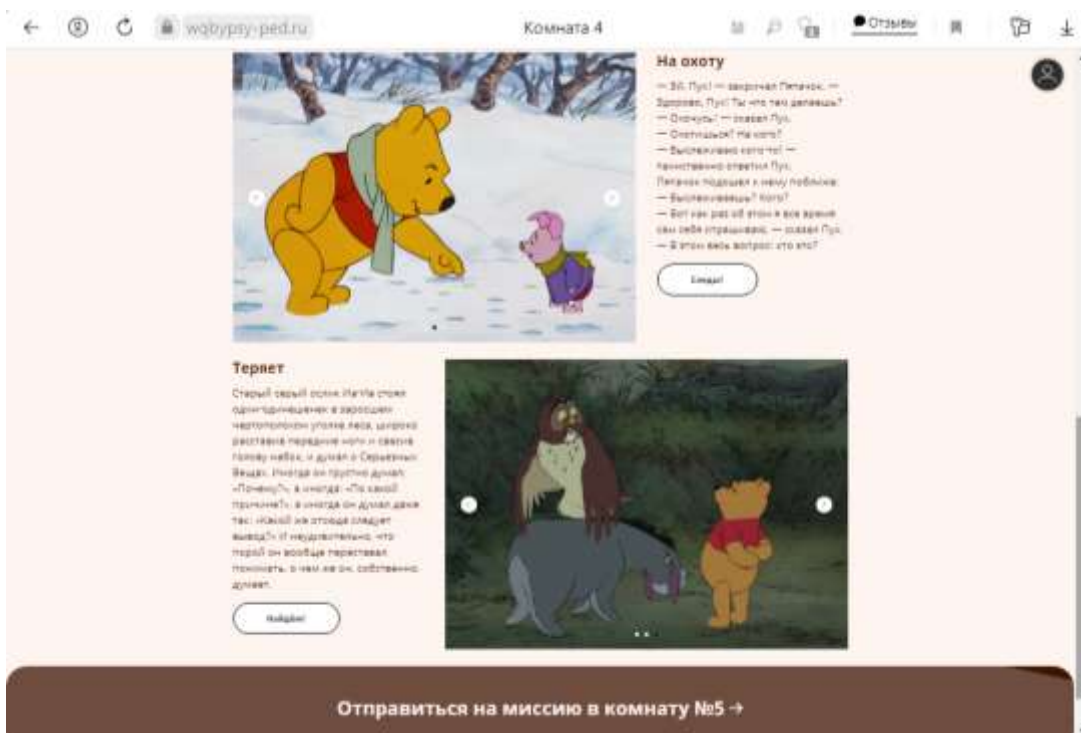 wqbypsy-ped.ru
Комната 4
Отзывы
На охоту
— Эй, Пух! — закричал Пятачок. —
Здорово, Пух! Ты что там делаешь?
— Охочусь! — сказал Пух.
— Охотишься? На кого?
— Выслеживаю кого-то! —
таинственно ответил Пух.
Пятачок подошел к нему поближе:
— Выслеживаешь? Кого?
— Вот как раз об этом я все время
сам себя спрашиваю, — сказал Пух.
— В этом весь вопрос: кто это?
Теряет
Старый серый ослик Иа-Иа стоял
один-одинешенек в заросшем
чертополохом уголке леса, широко
расставив передние ноги и свесив
голову набок, и думал о Серьезных
Вещах. Иногда он грустно думал:
«Почему?», а иногда: «По какой
причине?», а иногда он думал даже
так: «Какой же отсюда следует
вывод?» И неудивительно, что
порой он вообще переставал
понимать, о чем же он, собственно,
думает.
Найдём!
Отправиться на миссию в комнату №5 →